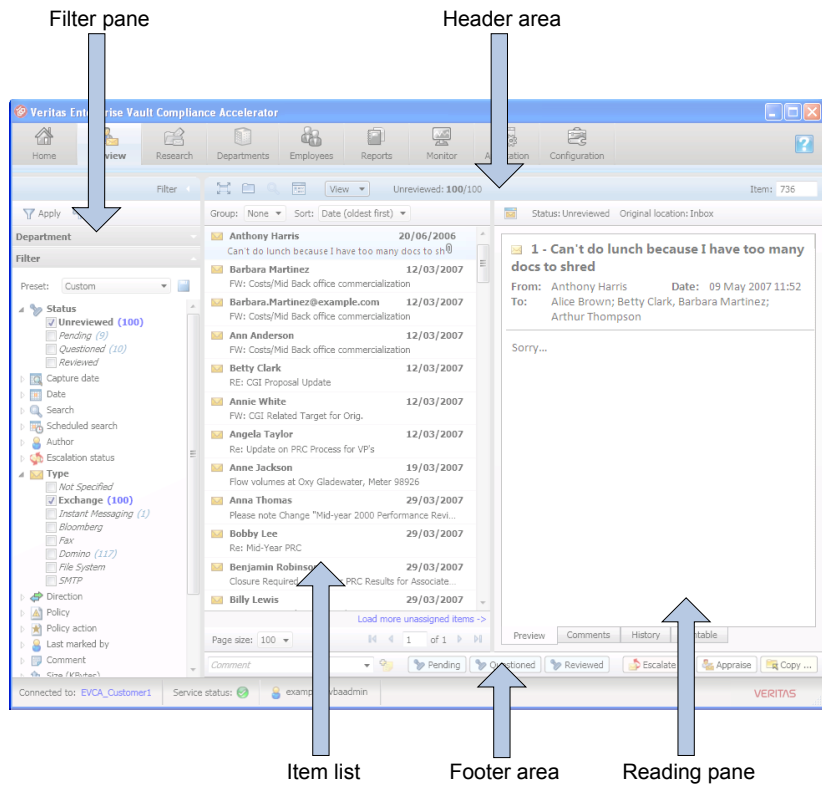 Filter pane
Header area
Veritas Enterprise Vault Compliance Accelerator
Home
Research
Departments
Employees
Reports
Monitor
Configuration
Filter
View
Unreviewed: 100/100
Item: 736
Apply
Group: None Sort: Date (oldest first)
Status: Unreviewed Original location: Inbox
Department
Filter
Preset: Custom
Status
Unreviewed (100)
Pending (9)
Questioned (10)
Reviewed
Capture date
Date
Search
Scheduled search
Author
Escalation status
Type
Not Specified
Exchange (100)
Instant Messaging (1)
Bloomberg
Fax
Domino (117)
File System
SMTP
Direction
Policy
Policy action
Last marked by
Comment
Size (KBytes)
Anthony Harris 20/06/2006
Can't do lunch because I have too many docs to sh
Barbara Martinez 12/03/2007
FW: Costs/Mid Back office commercialization
Barbara.Martinez@example.com 12/03/2007
FW: Costs/Mid Back office commercialization
Ann Anderson 12/03/2007
FW: Costs/Mid Back office commercialization
Betty Clark 12/03/2007
RE: CGI Proposal Update
Annie White 12/03/2007
FW: CGI Related Target for Orig.
Angela Taylor 12/03/2007
Re: Update on PRC Process for VP's
Anne Jackson 19/03/2007
Flow volumes at Oxy Gladewater, Meter 98926
Anna Thomas 29/03/2007
Please note Change "Mid-year 2000 Performance Revi...
Bobby Lee 29/03/2007
Re: Mid-Year PRC
Benjamin Robinson 29/03/2007
Closure Required PRC Results for Associate...
Billy Lewis 29/03/2007
Load more unassigned items ->
Page size: 100 1 of 1
1 - Can't do lunch because I have too many
docs to shred
From: Anthony Harris Date: 09 May 2007 11:52
To: Alice Brown; Betty Clark, Barbara Martinez;
Arthur Thompson
Sorry...
Preview Comments History
Comment
Pending Questioned Reviewed Escalate Appraise Copy ...
Connected to: EVCA_Customer1 Service status:
VERITAS
Item list
Footer area
Reading pane